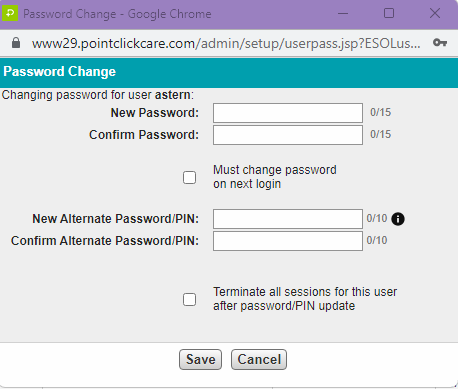 Password Change - Google Chrome
www29.pointclickcare.com/admin/setup/userpass.jsp?ESOLus...
Password Change
Changing password for user astern:
New Password: 0/15
Confirm Password: 0/15
Must change password
on next login
New Alternate Password/PIN: 0/10
Confirm Alternate Password/PIN: 0/10
Terminate all sessions for this user
after password/PIN update
Save Cancel